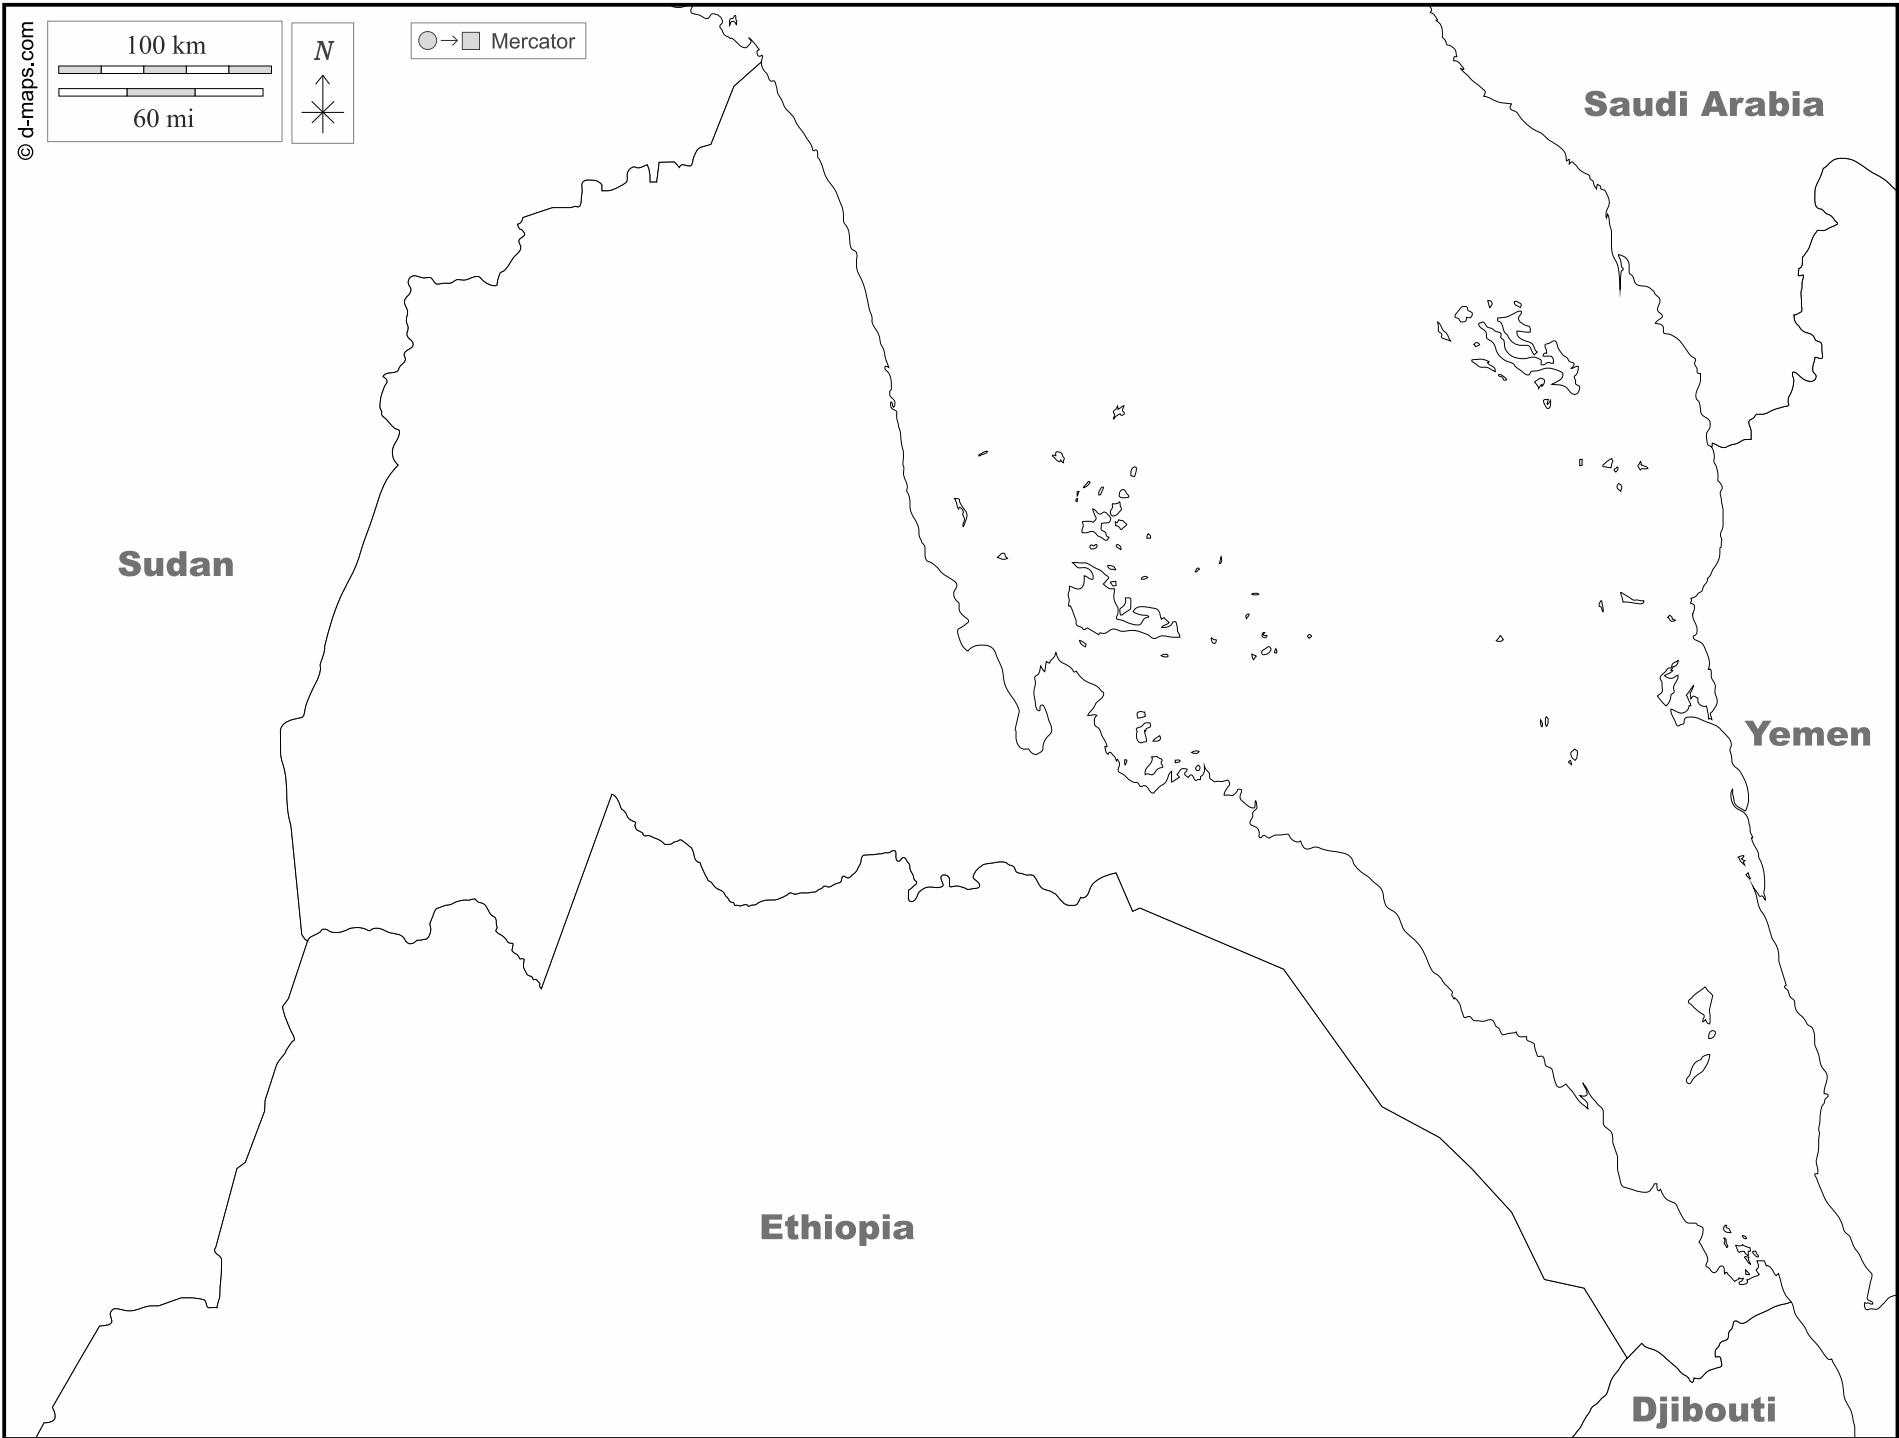 © d-maps.com
100 km
60 mi
N
Mercator
Saudi Arabia
Sudan
Yemen
Ethiopia
Djibouti